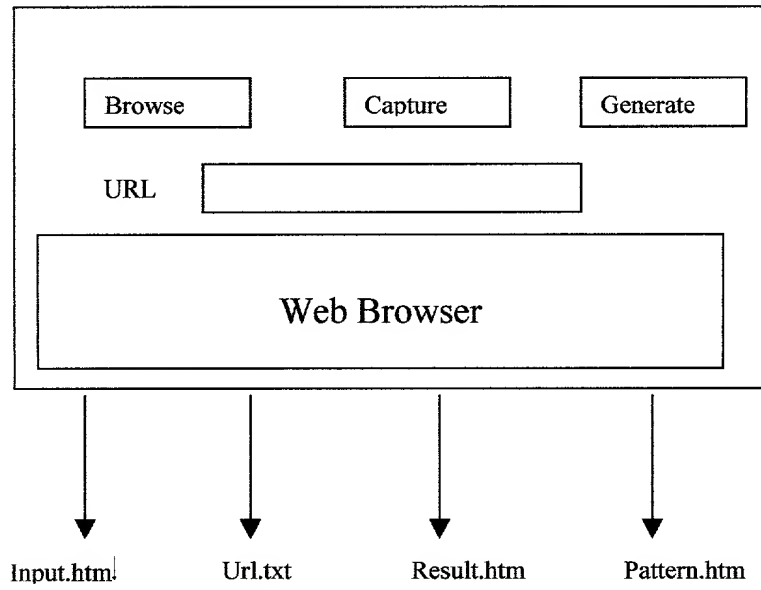 Browse Capture Generate
URL
Web Browser
Input.htm Url.txt Result.htm Pattern.htm